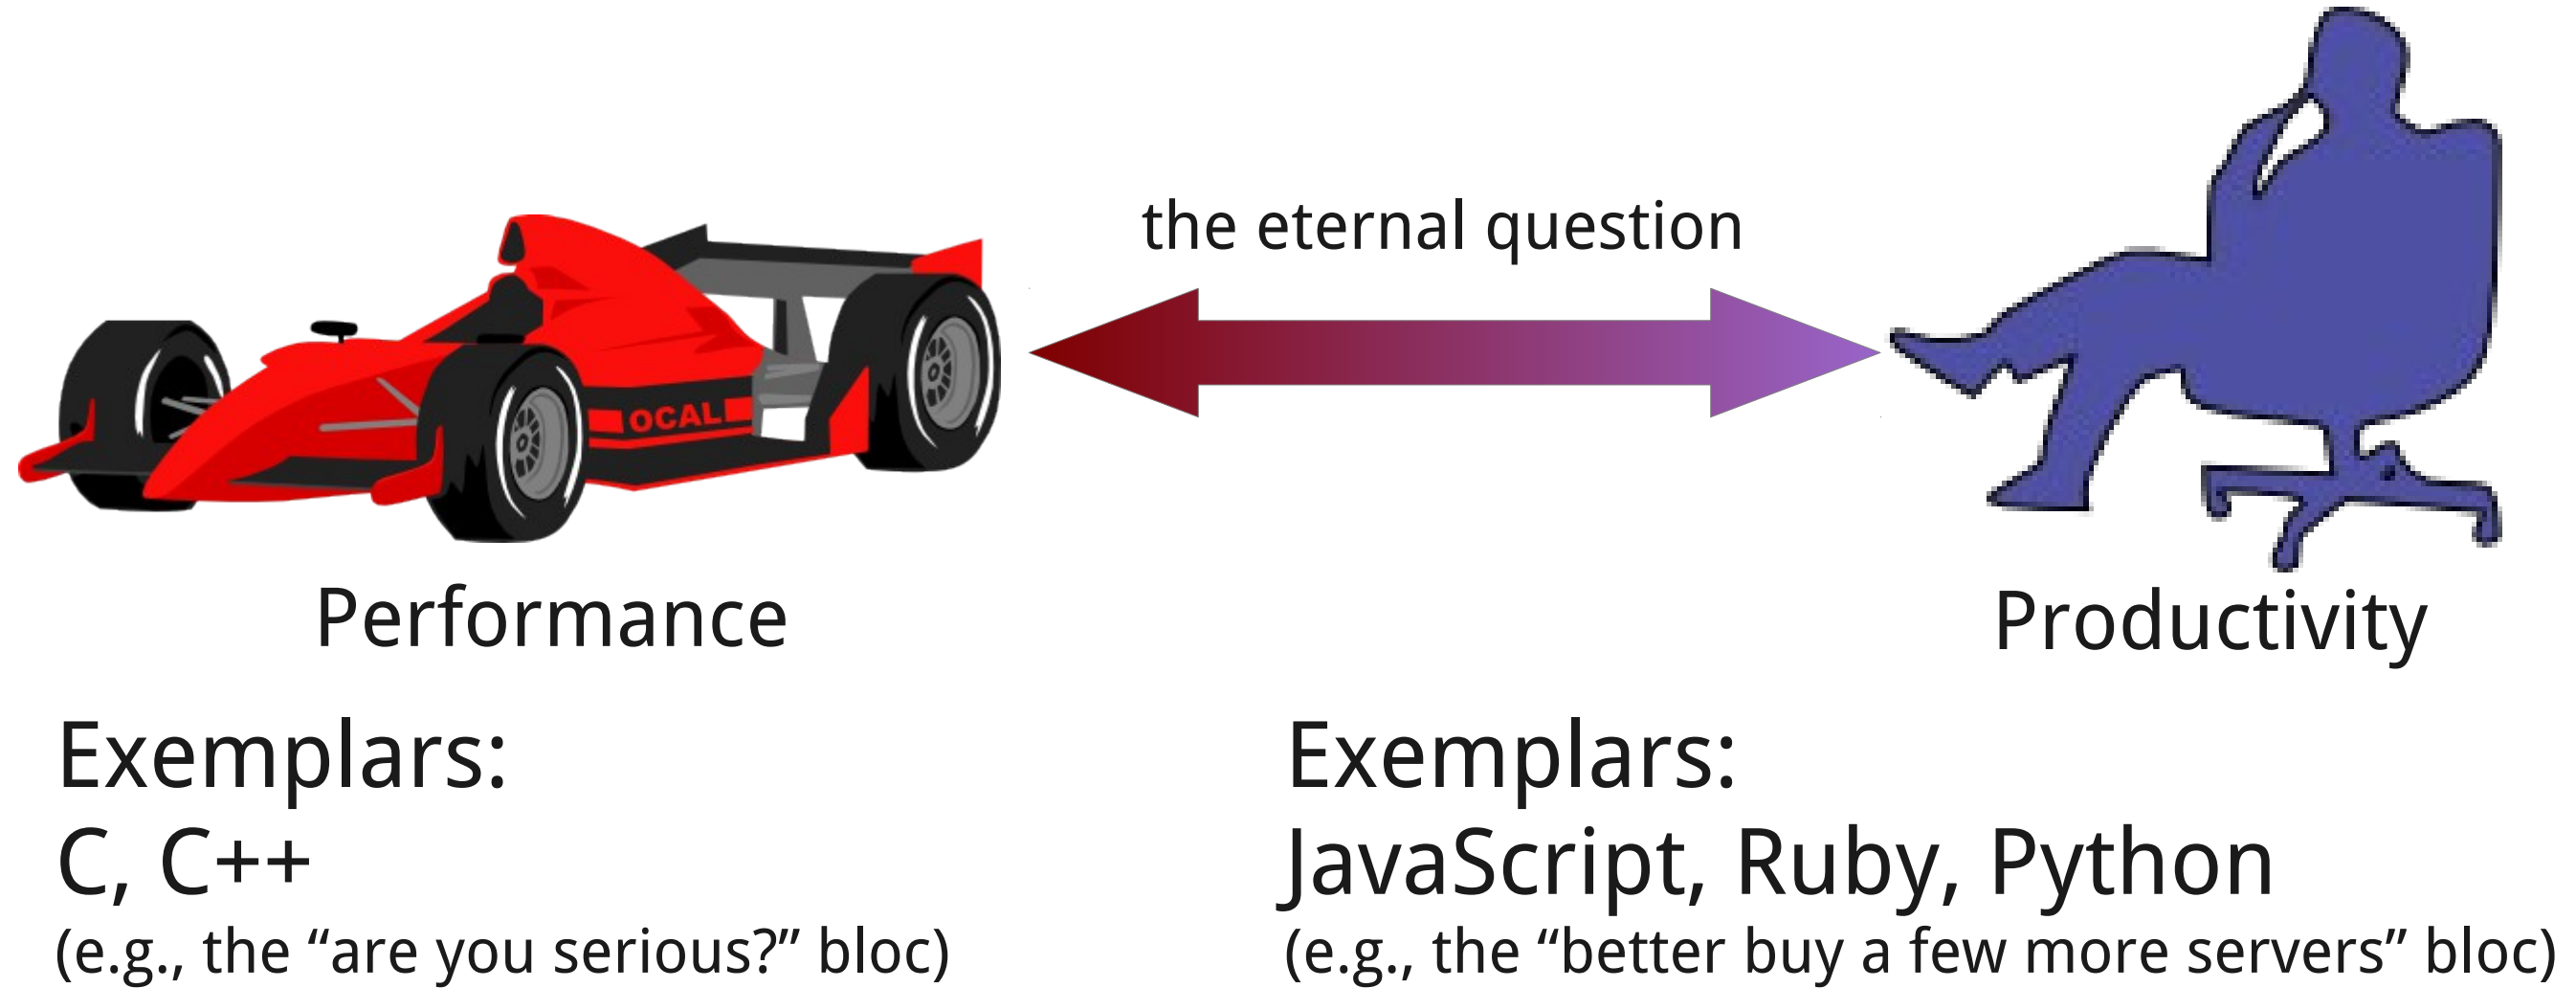 the eternal question
OCAL
Performance
Productivity
Exemplars:
C, C++
(e.g., the “are you serious?” bloc)
Exemplars:
JavaScript, Ruby, Python
(e.g., the “better buy a few more servers” bloc)